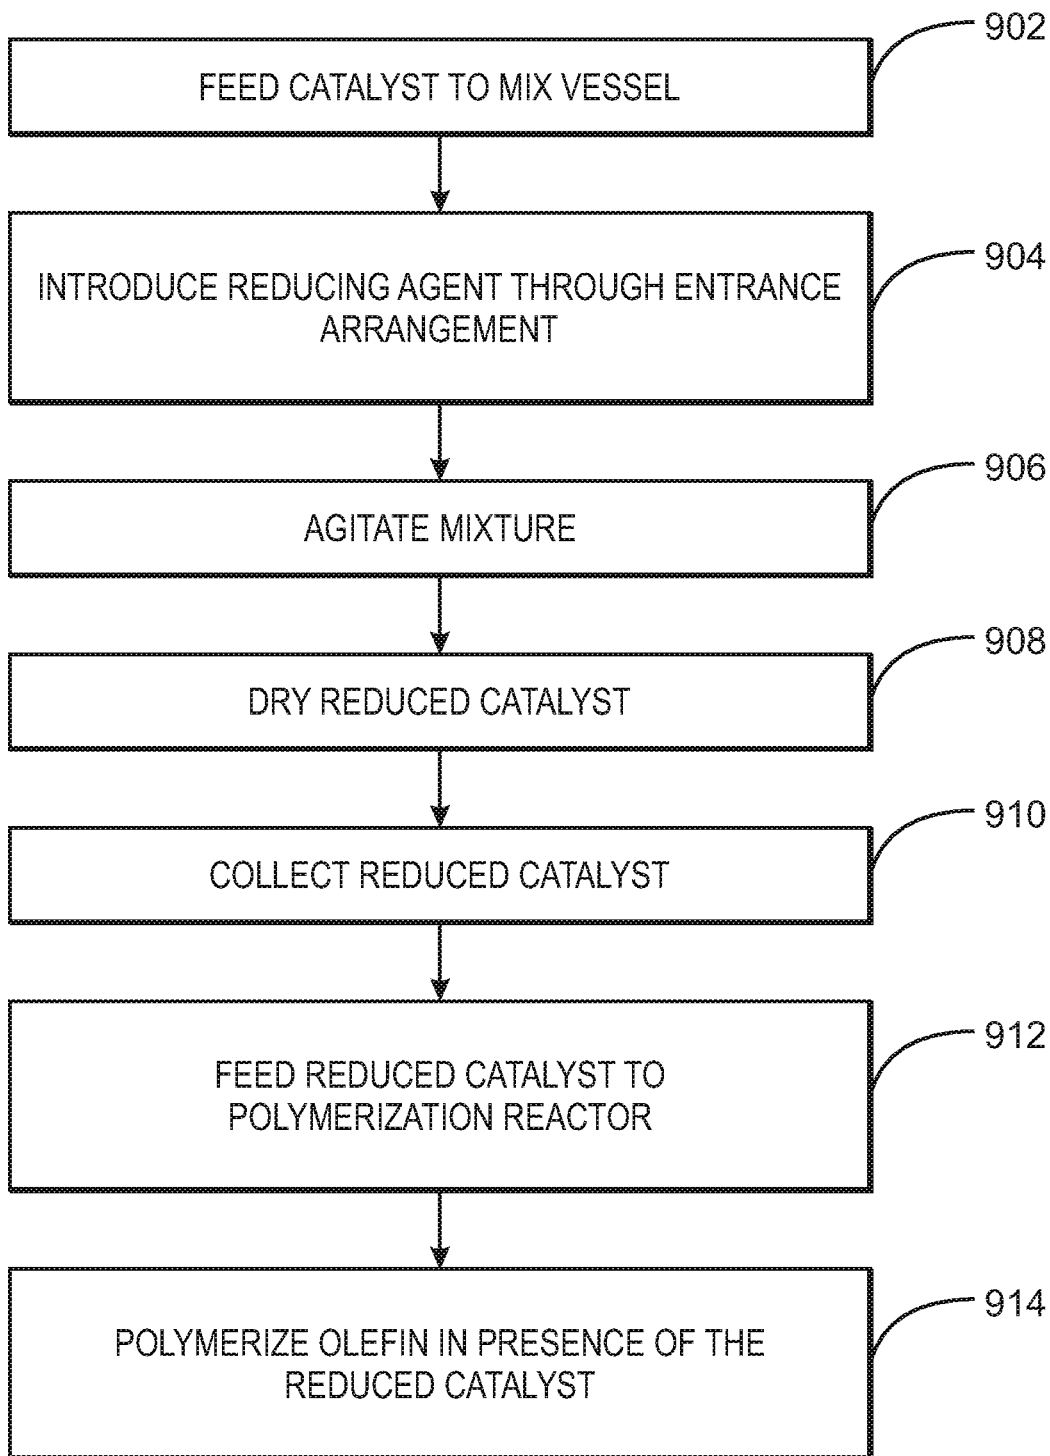 902
FEED CATALYST TO MIX VESSEL
904
INTRODUCE REDUCING AGENT THROUGH ENTRANCE
ARRANGEMENT
906
AGITATE MIXTURE
908
DRY REDUCED CATALYST
910
COLLECT REDUCED CATALYST
912
FEED REDUCED CATALYST TO
POLYMERIZATION REACTOR
914
POLYMERIZE OLEFIN IN PRESENCE OF THE
REDUCED CATALYST